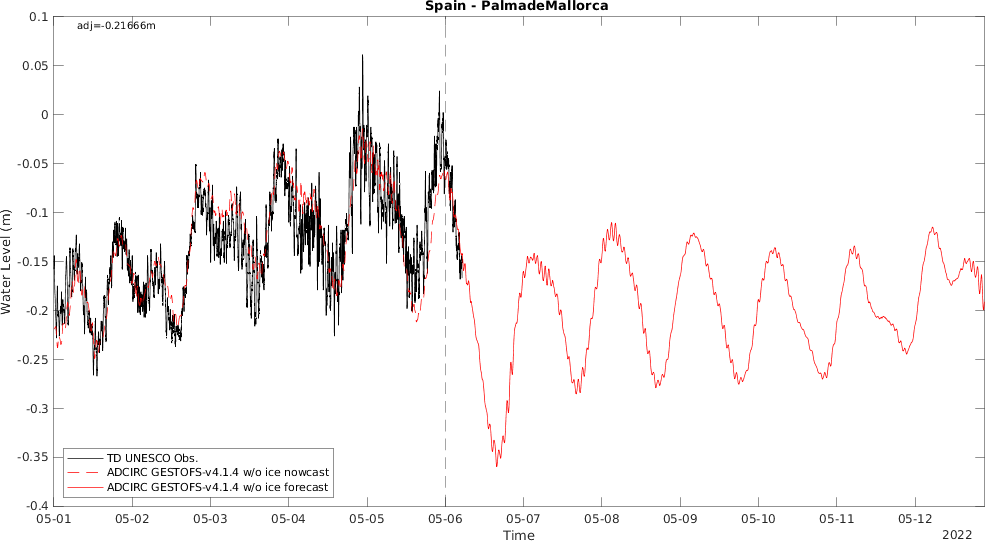 Spain - PalmadeMallorca
adj=-0.21666m
0.1
0.05
0
-0.05
-0.1
-0.15
-0.2
-0.25
-0.3
-0.35
-0.4
Water Level (m)
TD UNESCO Obs.
ADCIRC GESTOFS-v4.1.4 w/o ice nowcast
ADCIRC GESTOFS-v4.1.4 w/o ice forecast
05-01 05-02 05-03 05-04 05-05 05-06 05-07 05-08 05-09 05-10 05-11 05-12
Time
2022